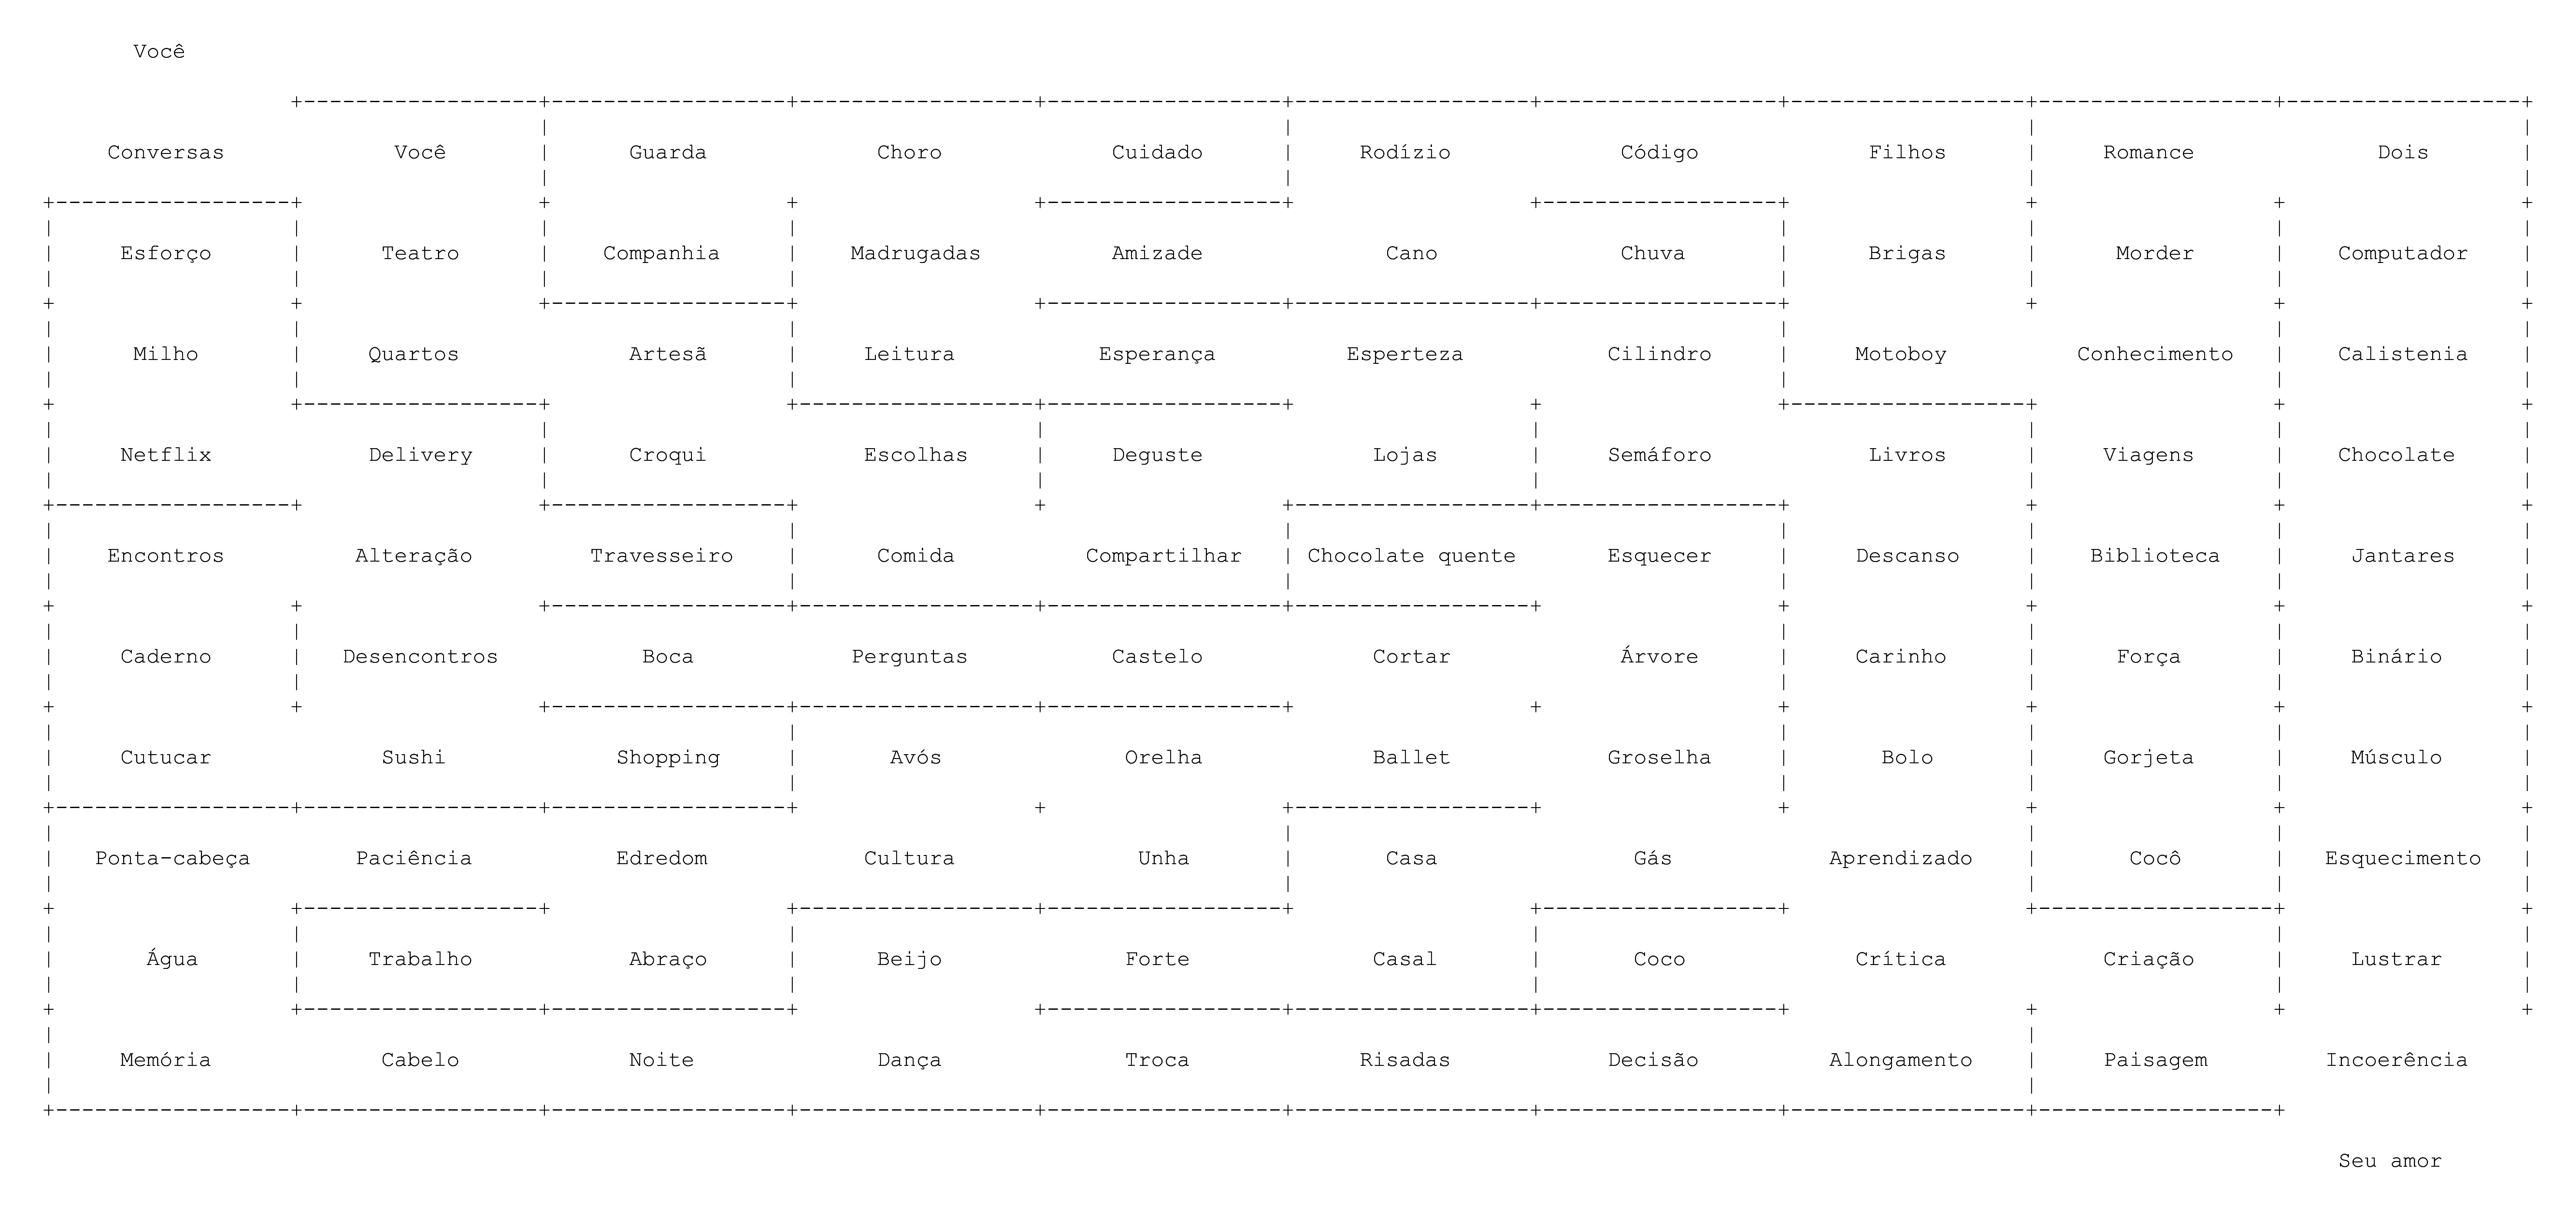 Você
Conversas Você Guarda Choro Cuidado Rodízio Código Filhos Romance Dois
Esforço Teatro Companhia Madrugadas Amizade Cano Chuva Brigas Morder Computador
Milho Quartos Artesã Leitura Esperança Esperteza Cilindro Motoboy Conhecimento Calistenia
Netflix Delivery Croqui Escolhas Deguste Lojas Semáforo Livros Viagens Chocolate
Encontros Alteração Travesseiro Comida Compartilhar Chocolate quente Esquecer Descanso Biblioteca Jantares
Caderno Desencontros Boca Perguntas Castelo Cortar Árvore Carinho Força Binário
Cutucar Sushi Shopping Avós Orelha Ballet Groselha Bolo Gorjeta Músculo
Ponta-cabeça Paciência Edredom Cultura Unha Casa Gás Aprendizado Cocô Esquecimento
Água Trabalho Abraço Beijo Forte Casal Coco Crítica Criação Lustrar
Memória Cabelo Noite Dança Troca Risadas Decisão Alongamento Paisagem Incoerência
Seu amor